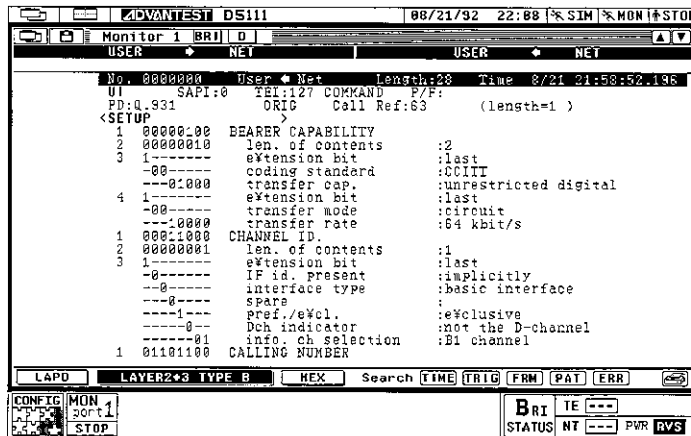 ADVANTEST D5111 08/21/92 22:08 SIM MON STO
Monitor 1 BRI D
USER NET USER NET
No. 0000000 User Net Length:28 Time 8/21 21:58:52.196
UI SAPI:0 TEI:127 COMMAND P/F:
PD:Q.931 ORIG Call Ref:63 (length=1 )
<SETUP >
1 00000100 BEARER CAPABILITY
2 00000010 len. of contents :2
3 1------- e¥tension bit :last
-00----- coding standard :CCITT
---01000 transfer cap. :unrestricted digital
4 1------- e¥tension bit :last
-00----- transfer mode :circuit
---10000 transfer rate :64 kbit/s
1 00011000 CHANNEL ID.
2 00000001 len. of contents :1
3 1------- e¥tension bit :last
-0------ IF id. present :implicitly
--0----- interface type :basic interface
---0---- spare :
----1--- pref./e¥cl. :e¥clusive
-----0-- Dch indicator :not the D-channel
------01 info. ch selection :B1 channel
1 01101100 CALLING NUMBER
LAPD LAYER2+3 TYPE B HEX Search TIME TRIG FRM PAT ERR
CONFIG MON port1 STOP
BRI STATUS TE --- NT --- PWR RVS